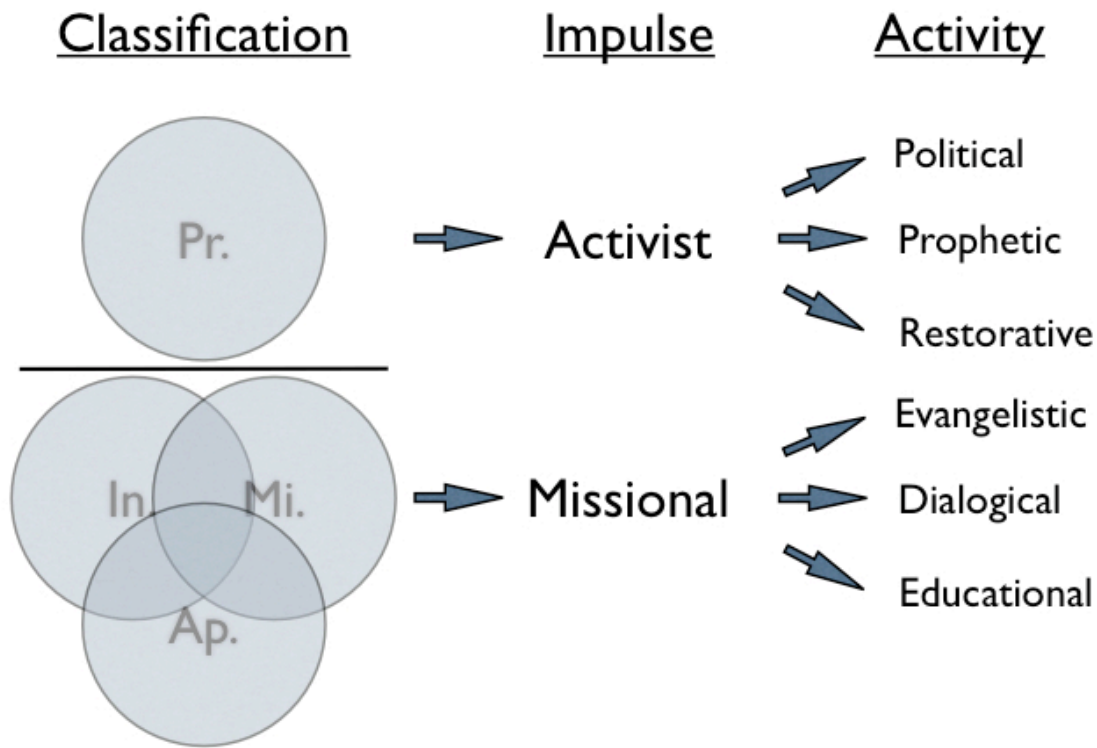 Classification
Impulse
Activity
Pr.
Activist
Political
Prophetic
Restorative
In.
Mi.
Ap.
Missional
Evangelistic
Dialogical
Educational